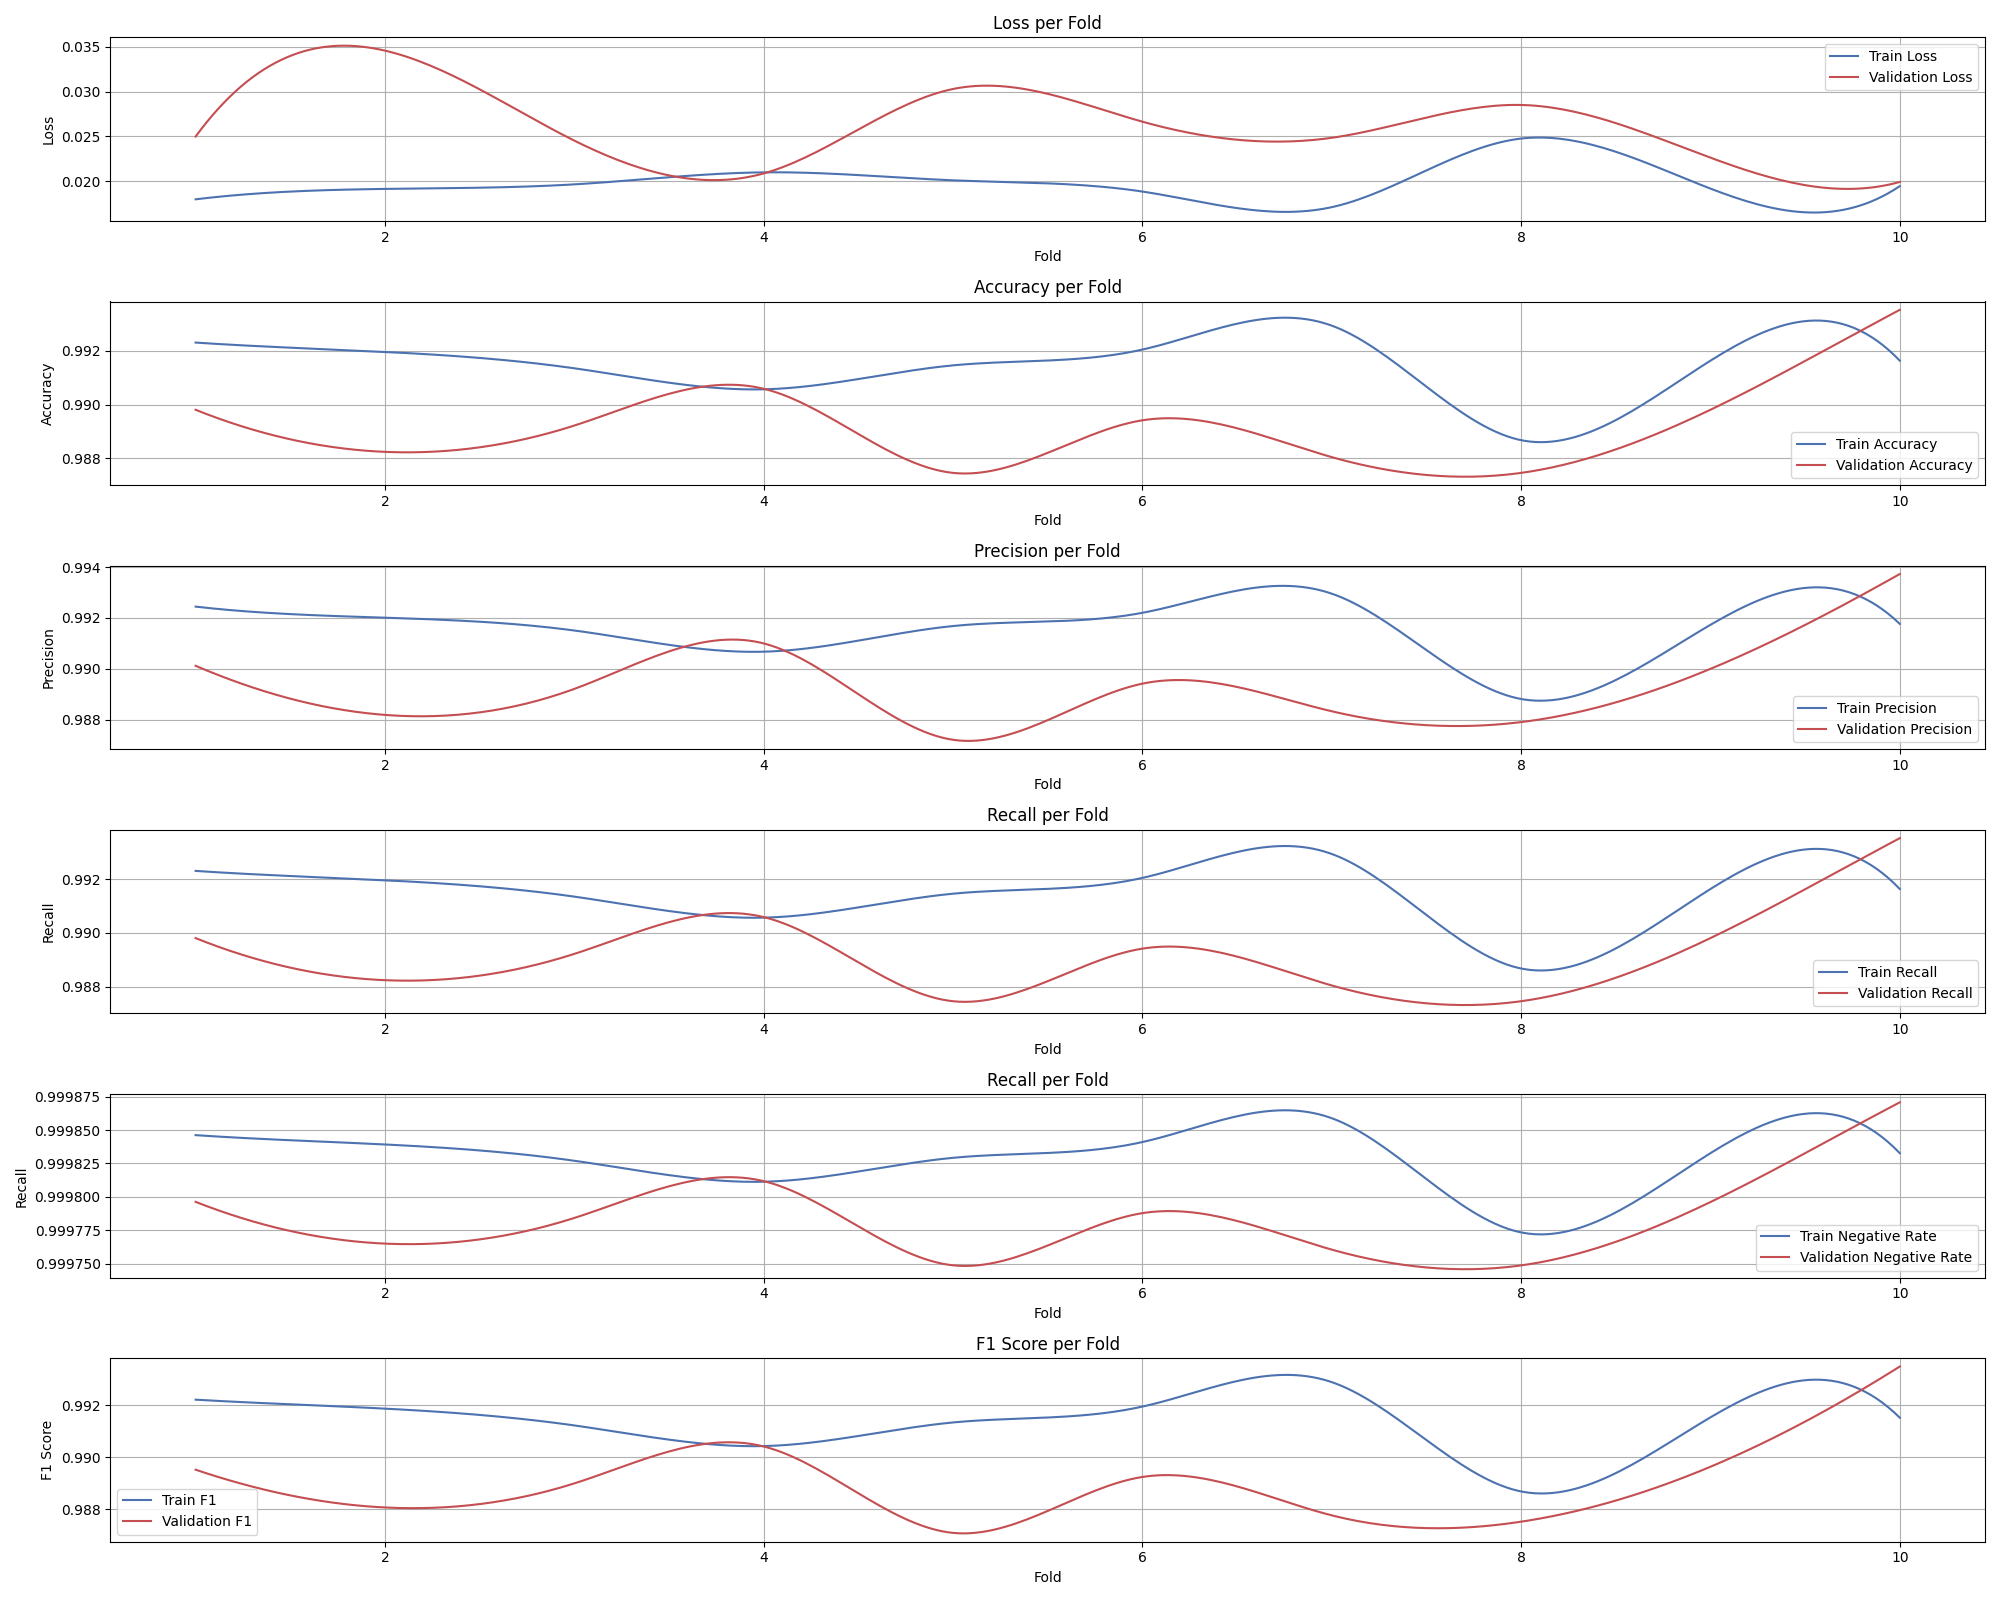 Loss per Fold
0.035
0.030
0.025
0.020
Loss
Train Loss
Validation Loss
2 4 6 8 10
Fold
Accuracy per Fold
0.992
0.990
0.988
Accuracy
Train Accuracy
Validation Accuracy
2 4 6 8 10
Fold
Precision per Fold
0.994
0.992
0.990
0.988
Precision
Train Precision
Validation Precision
2 4 6 8 10
Fold
Recall per Fold
0.992
0.990
0.988
Recall
Train Recall
Validation Recall
2 4 6 8 10
Fold
Recall per Fold
0.999875
0.999850
0.999825
0.999800
0.999775
0.999750
Recall
Train Negative Rate
Validation Negative Rate
2 4 6 8 10
Fold
F1 Score per Fold
0.992
0.990
0.988
F1 Score
Train F1
Validation F1
2 4 6 8 10
Fold